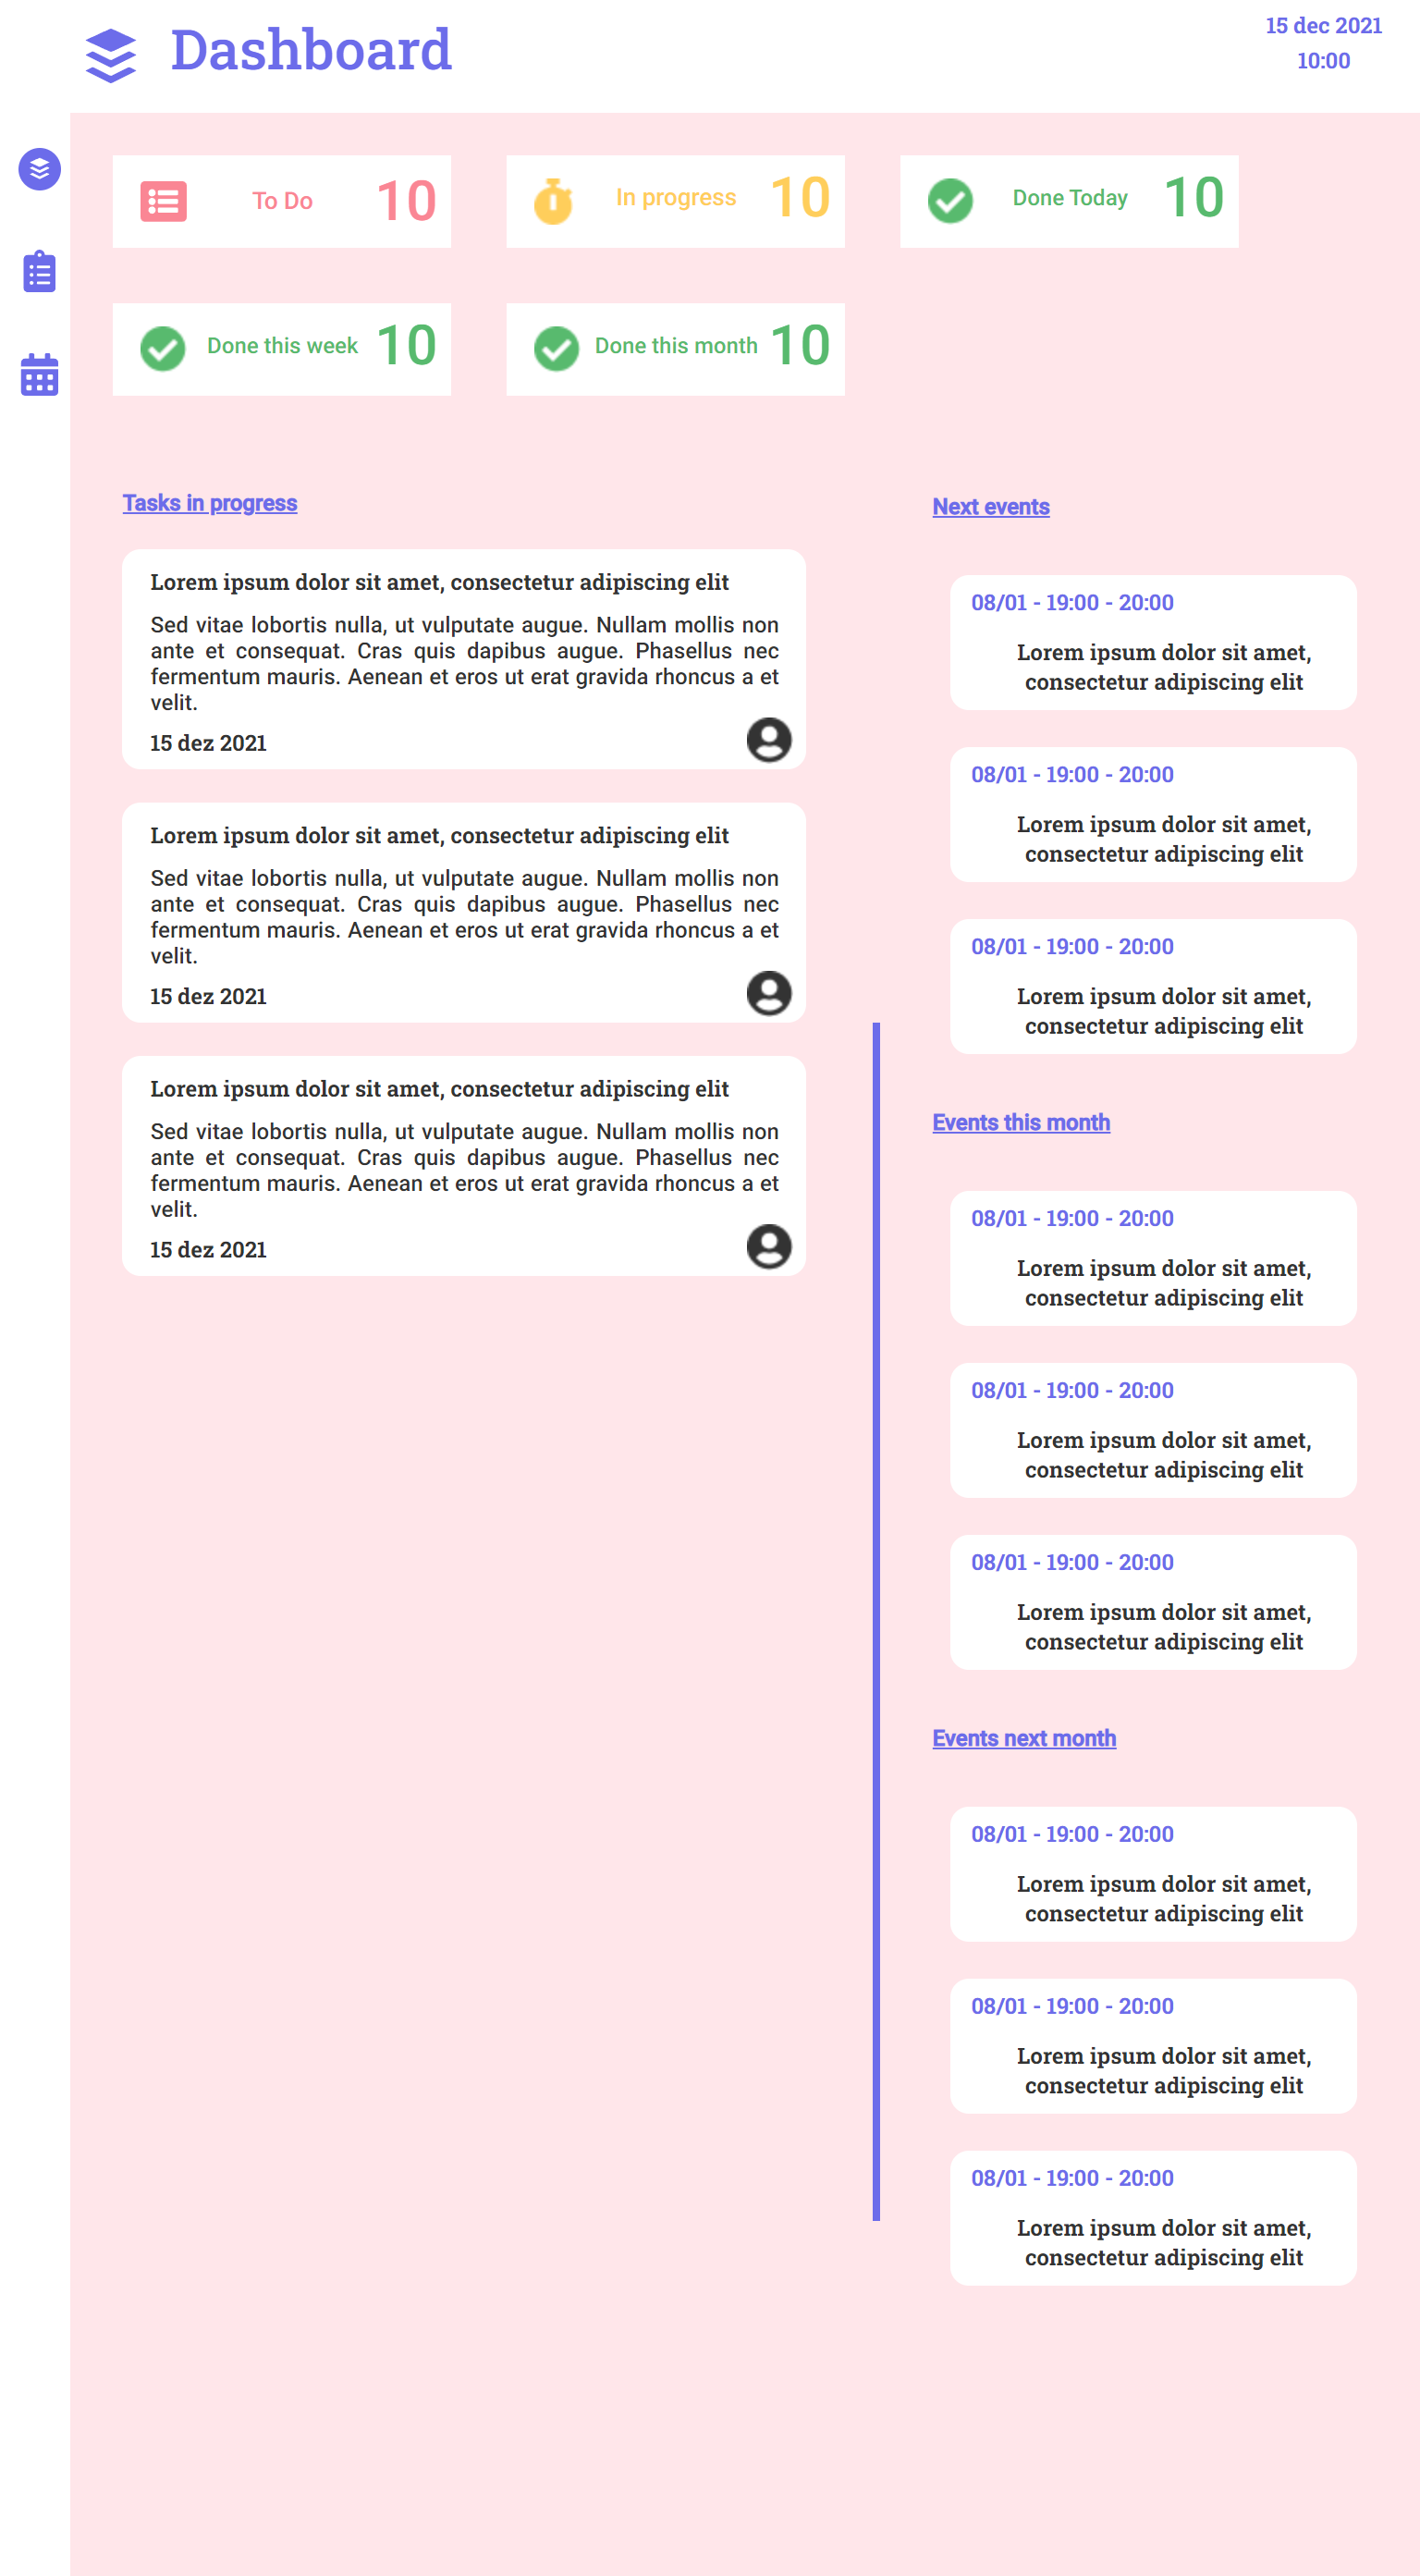 Dashboard
15 dec 2021
10:00
To Do 10
In progress 10
Done Today 10
Done this week 10
Done this month 10
Tasks in progress
Lorem ipsum dolor sit amet, consectetur adipiscing elit
Sed vitae lobortis nulla, ut vulputate augue. Nullam mollis non
ante et consequat. Cras quis dapibus augue. Phasellus nec
fermentum mauris. Aenean et eros ut erat gravida rhoncus a et
velit.
15 dez 2021
Lorem ipsum dolor sit amet, consectetur adipiscing elit
Sed vitae lobortis nulla, ut vulputate augue. Nullam mollis non
ante et consequat. Cras quis dapibus augue. Phasellus nec
fermentum mauris. Aenean et eros ut erat gravida rhoncus a et
velit.
15 dez 2021
Lorem ipsum dolor sit amet, consectetur adipiscing elit
Sed vitae lobortis nulla, ut vulputate augue. Nullam mollis non
ante et consequat. Cras quis dapibus augue. Phasellus nec
fermentum mauris. Aenean et eros ut erat gravida rhoncus a et
velit.
15 dez 2021
Next events
08/01 - 19:00 - 20:00
Lorem ipsum dolor sit amet,
consectetur adipiscing elit
08/01 - 19:00 - 20:00
Lorem ipsum dolor sit amet,
consectetur adipiscing elit
08/01 - 19:00 - 20:00
Lorem ipsum dolor sit amet,
consectetur adipiscing elit
Events this month
08/01 - 19:00 - 20:00
Lorem ipsum dolor sit amet,
consectetur adipiscing elit
08/01 - 19:00 - 20:00
Lorem ipsum dolor sit amet,
consectetur adipiscing elit
08/01 - 19:00 - 20:00
Lorem ipsum dolor sit amet,
consectetur adipiscing elit
Events next month
08/01 - 19:00 - 20:00
Lorem ipsum dolor sit amet,
consectetur adipiscing elit
08/01 - 19:00 - 20:00
Lorem ipsum dolor sit amet,
consectetur adipiscing elit
08/01 - 19:00 - 20:00
Lorem ipsum dolor sit amet,
consectetur adipiscing elit